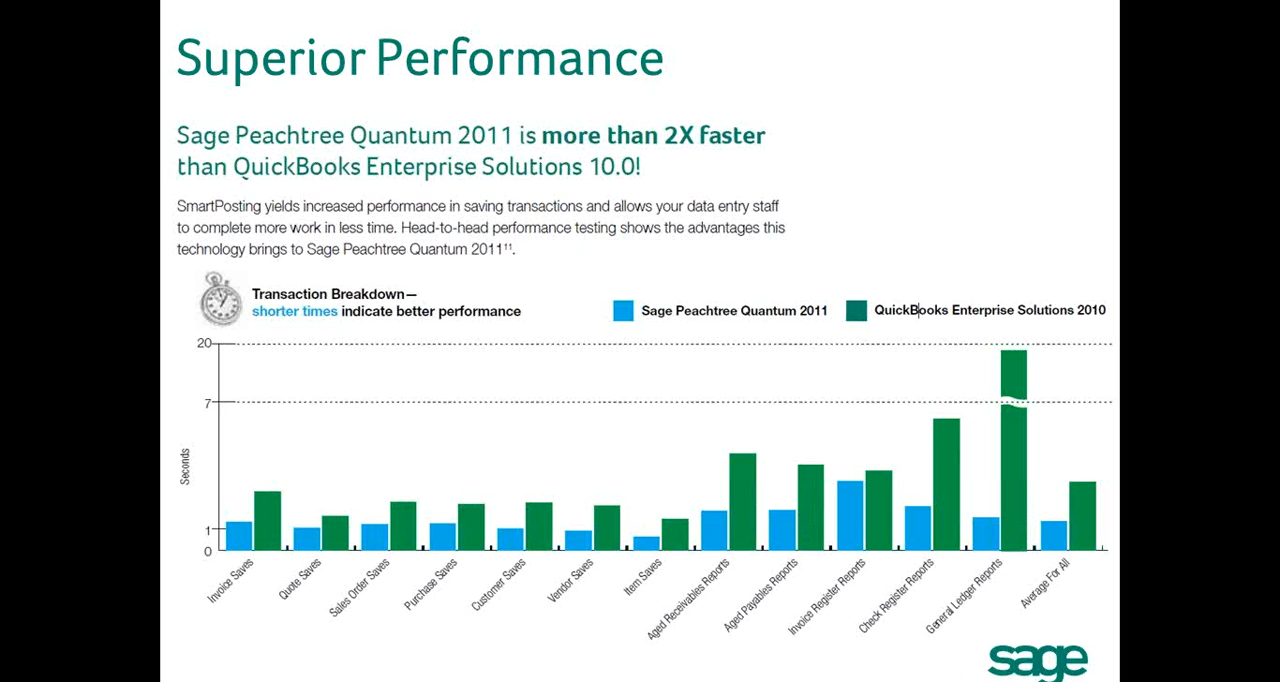 Superior Performance
Sage Peachtree Quantum 2011 is more than 2X faster
than QuickBooks Enterprise Solutions 10.0!
SmartPosting yields increased performance in saving transactions and allows your data entry staff
to complete more work in less time. Head-to-head performance testing shows the advantages this
technology brings to Sage Peachtree Quantum 2011¹¹.
Transaction Breakdown—
shorter times indicate better performance
Sage Peachtree Quantum 2011
QuickBooks Enterprise Solutions 2010
20
7
Seconds
1
0
Invoice Saves
Quote Saves
Sales Order Saves
Purchase Saves
Customer Saves
Vendor Saves
Item Saves
Aged Receivables Reports
Aged Payables Reports
Invoice Register Reports
Check Register Reports
General Ledger Reports
Average For All
sage